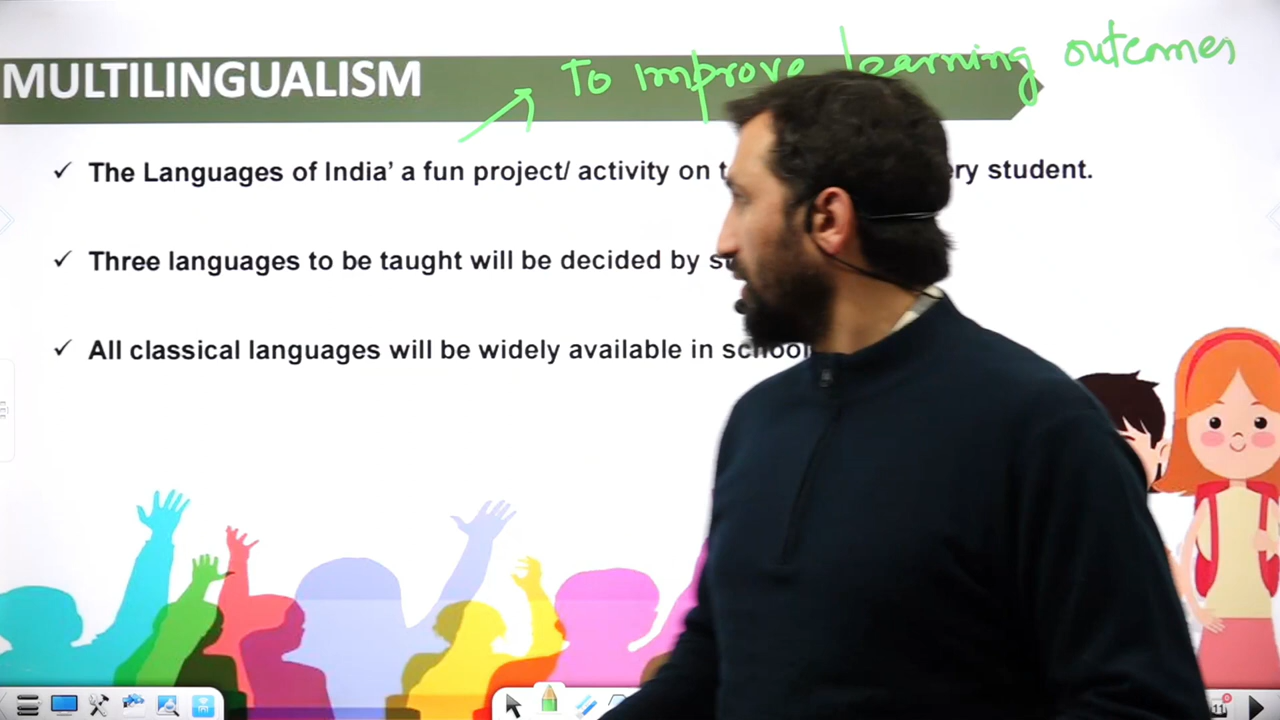 To improve learning outcomes
MULTILINGUALISM
✓ The Languages of India’ a fun project/ activity on student.
✓ Three languages to be taught will be decided by
✓ All classical languages will be widely available in school
11